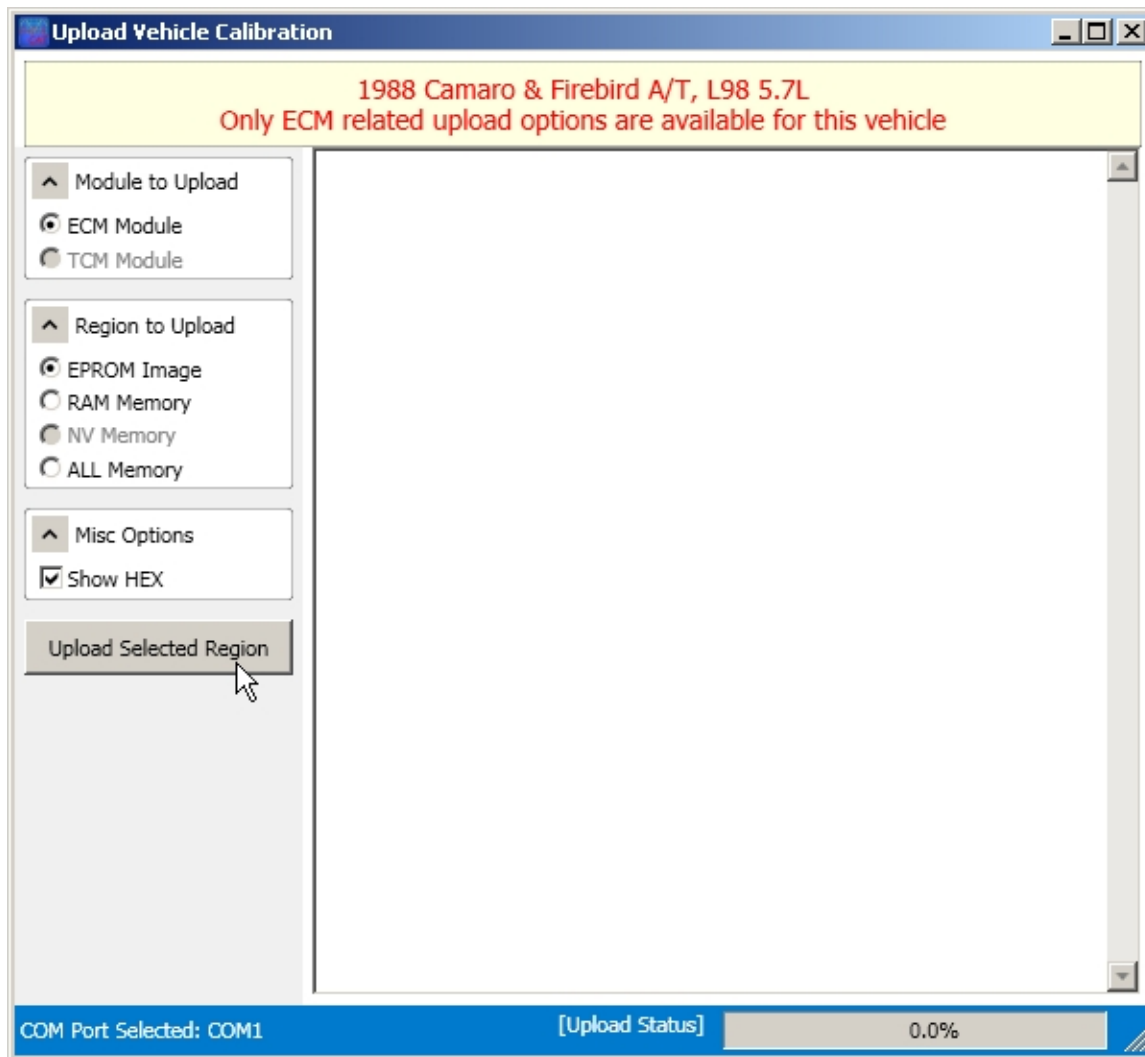 Upload Vehicle Calibration
1988 Camaro & Firebird A/T, L98 5.7L
Only ECM related upload options are available for this vehicle
Module to Upload
ECM Module
TCM Module
Region to Upload
EPROM Image
RAM Memory
NV Memory
ALL Memory
Misc Options
Show HEX
Upload Selected Region
COM Port Selected: COM1
[Upload Status]
0.0%